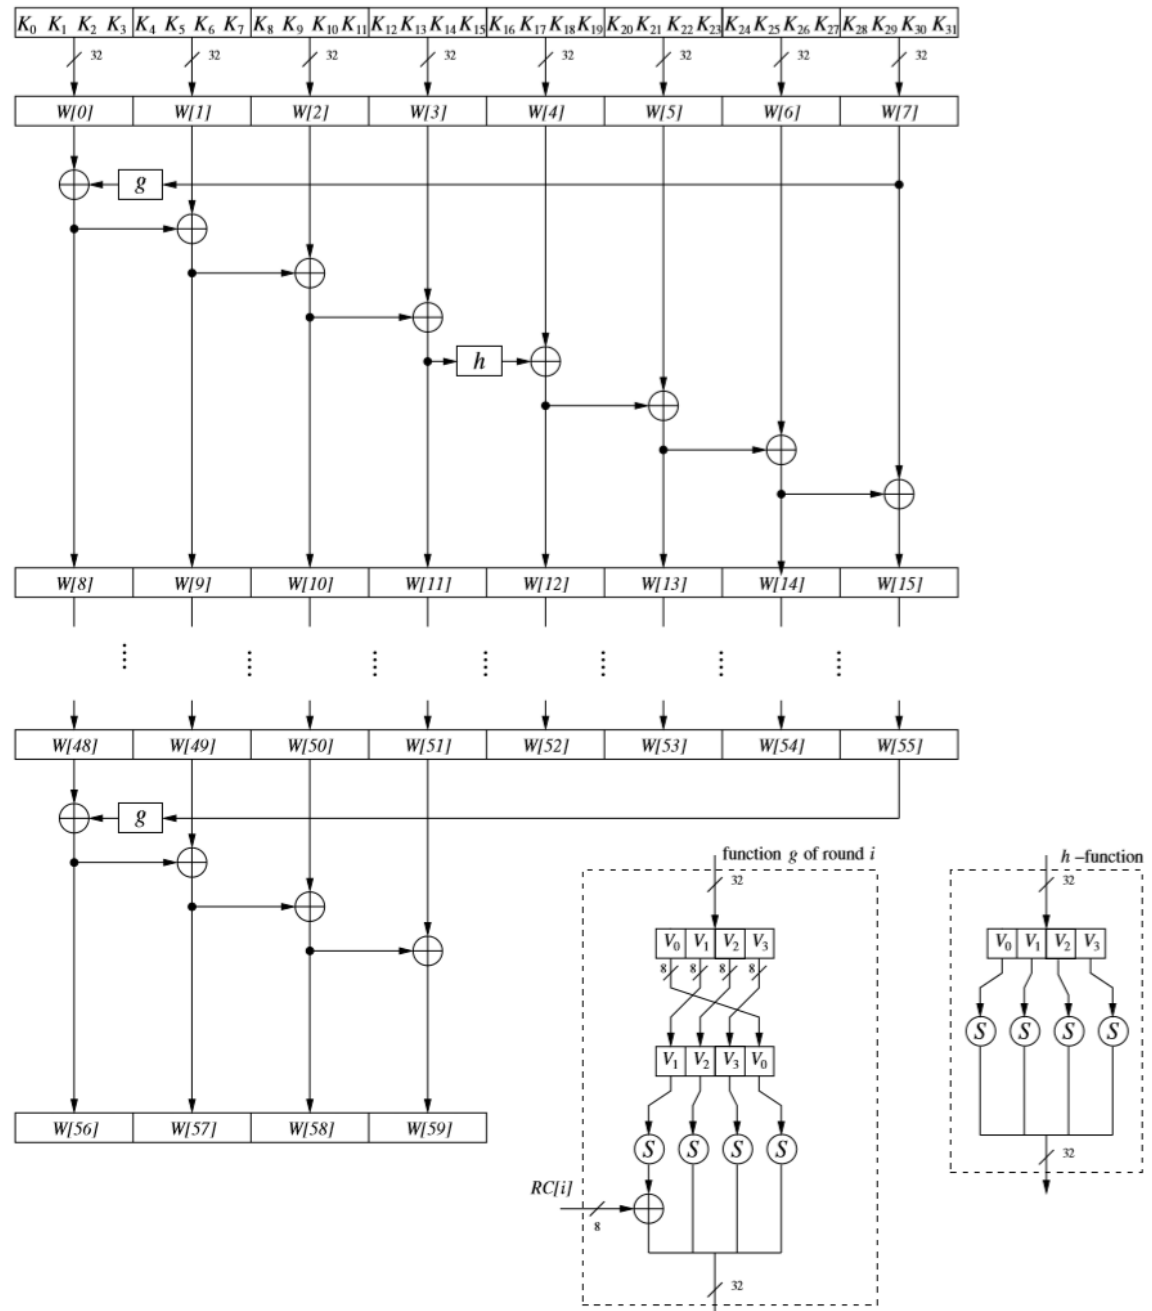 K0 K1 K2 K3 K4 K5 K6 K7 K8 K9 K10 K11 K12 K13 K14 K15 K16 K17 K18 K19 K20 K21 K22 K23 K24 K25 K26 K27 K28 K29 K30 K31
32 32 32 32 32 32 32 32
W[0] W[1] W[2] W[3] W[4] W[5] W[6] W[7]
g
h
W[8] W[9] W[10] W[11] W[12] W[13] W[14] W[15]
W[48] W[49] W[50] W[51] W[52] W[53] W[54] W[55]
g
W[56] W[57] W[58] W[59]
function g of round i
32
V0 V1 V2 V3
8 8 8 8
V1 V2 V3 V0
S S S S
RC[i]
8
32
h –function
32
V0 V1 V2 V3
S S S S
32